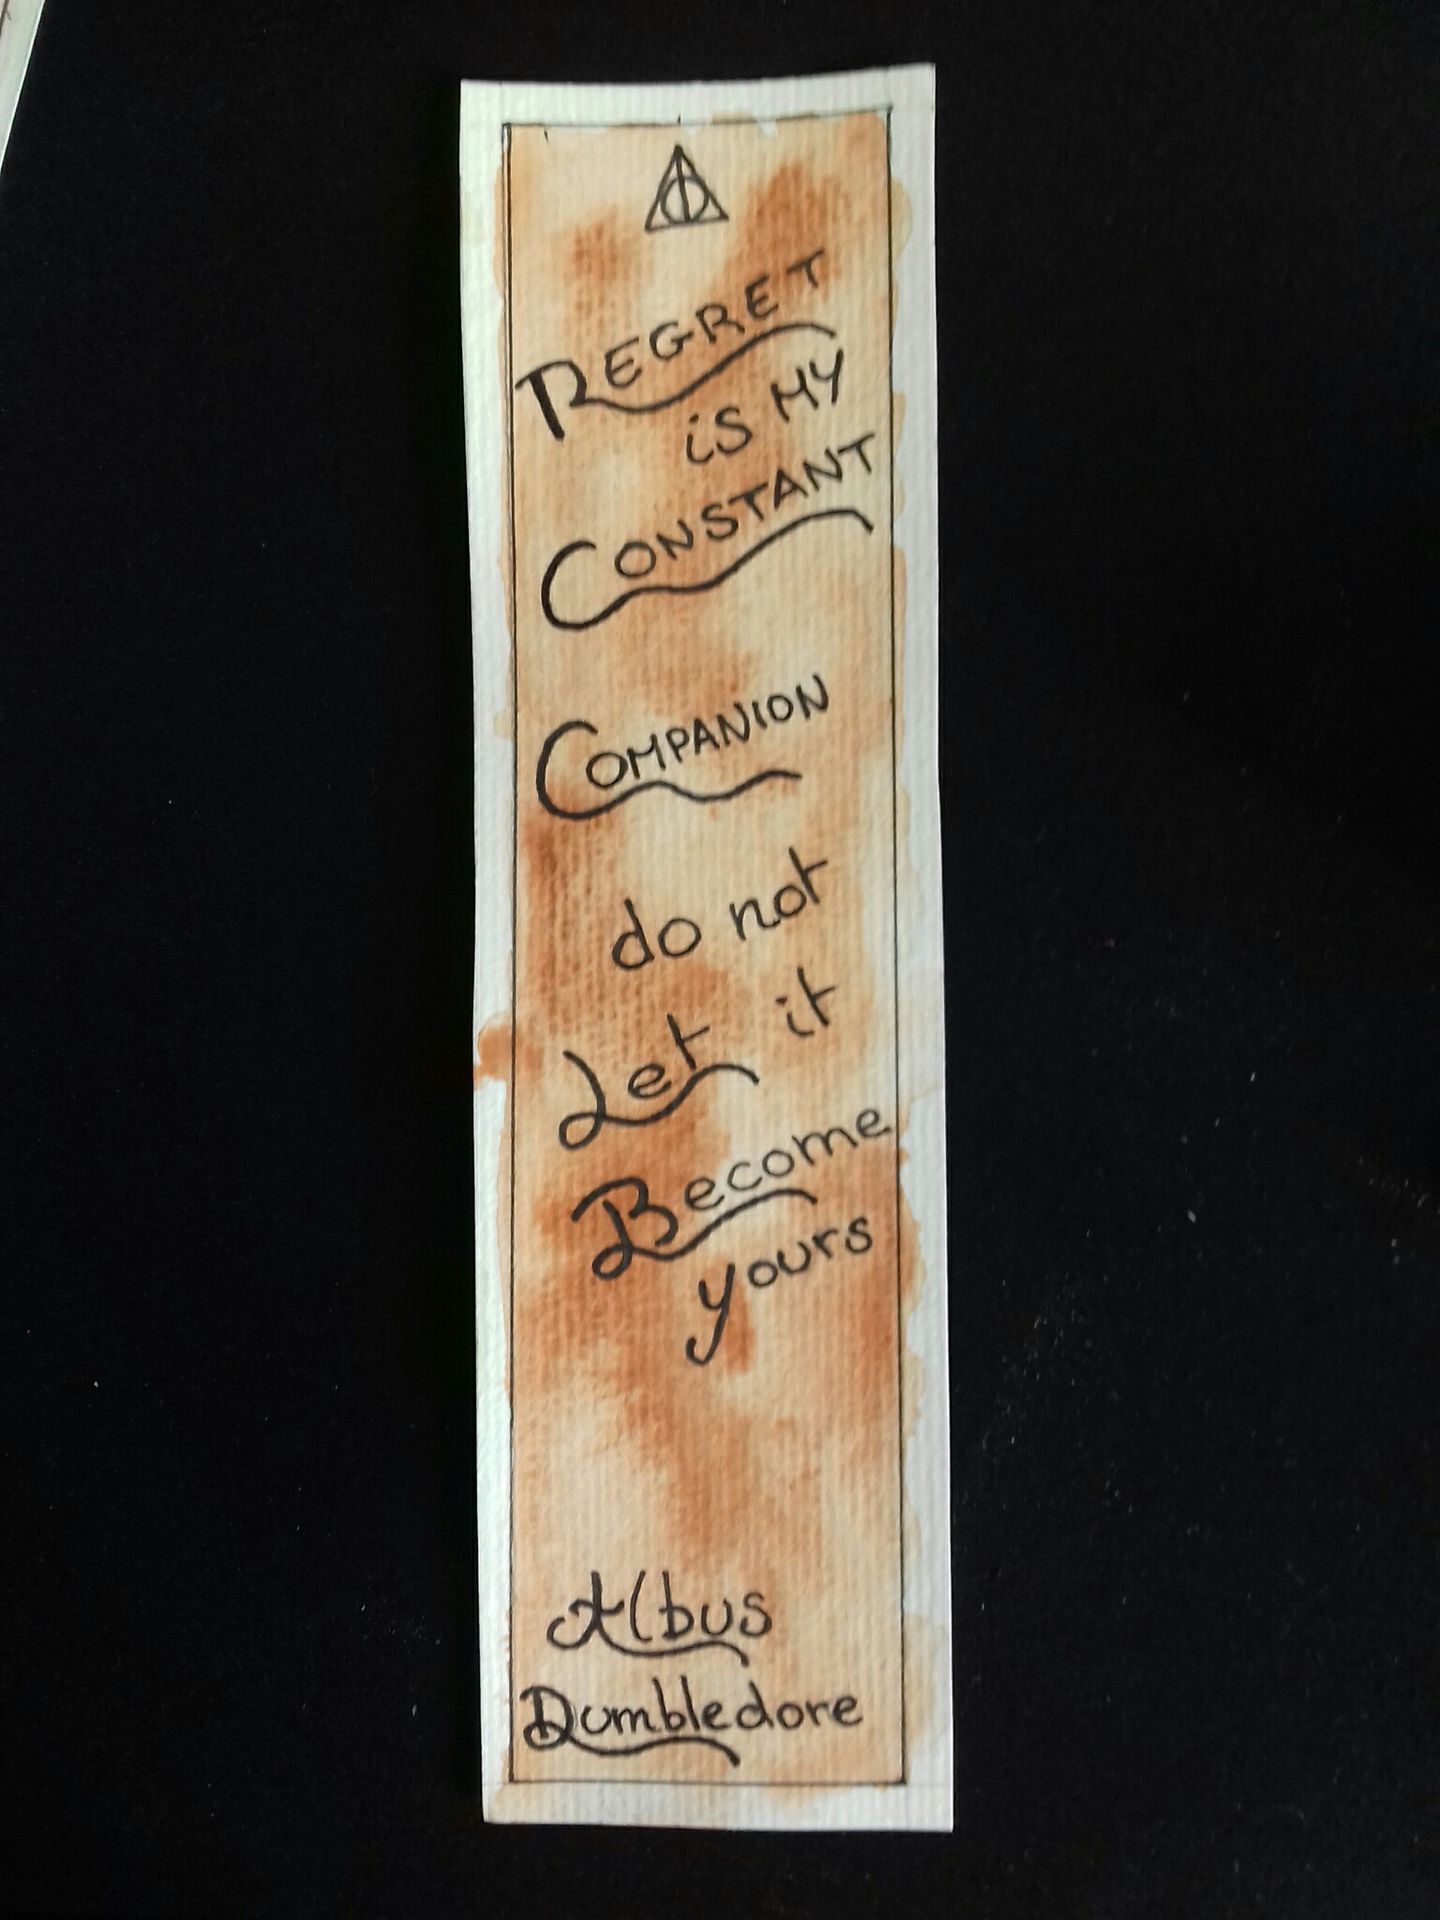 REGRET
is MY
CONSTANT
COMPANION
do not
Let it
Become
yours
Albus
Dumbledore